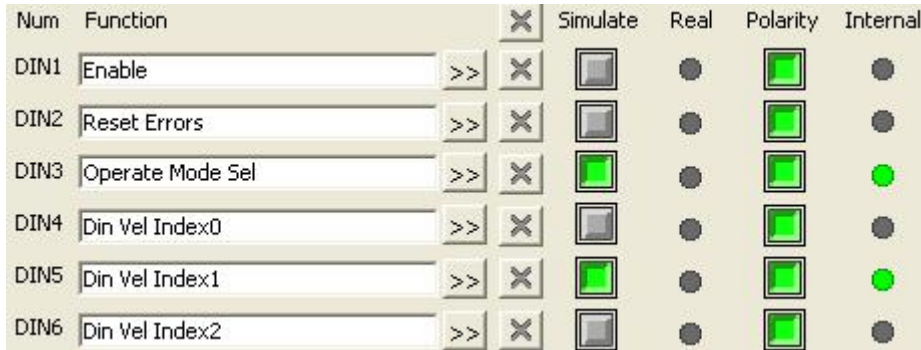 Num Function Simulate Real Polarity Internal
DIN1 Enable >>
DIN2 Reset Errors >>
DIN3 Operate Mode Sel >>
DIN4 Din Vel Index0 >>
DIN5 Din Vel Index1 >>
DIN6 Din Vel Index2 >>